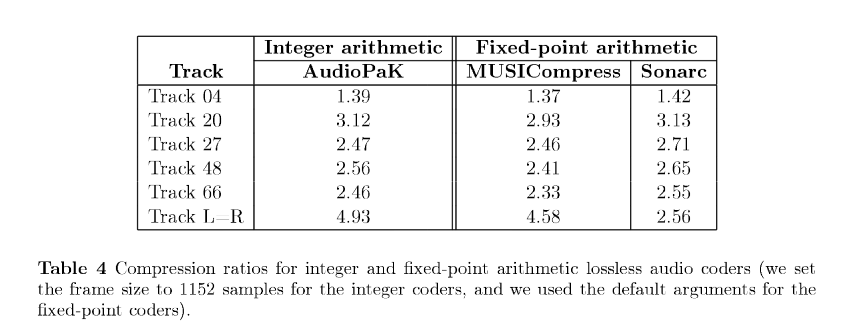 Integer arithmetic Fixed-point arithmetic
Track AudioPaK MUSICompress Sonarc
Track 04 1.39 1.37 1.42
Track 20 3.12 2.93 3.13
Track 27 2.47 2.46 2.71
Track 48 2.56 2.41 2.65
Track 66 2.46 2.33 2.55
Track L=R 4.93 4.58 2.56
Table 4 Compression ratios for integer and fixed-point arithmetic lossless audio coders (we set
the frame size to 1152 samples for the integer coders, and we used the default arguments for the
fixed-point coders).